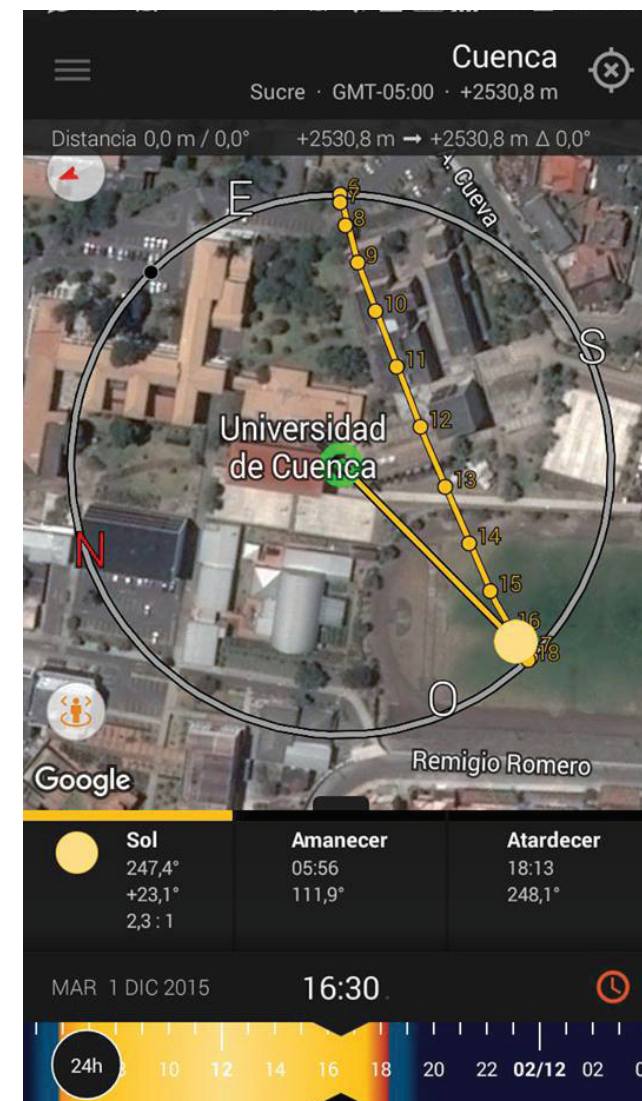 Cuenca
Sucre · GMT-05:00 · +2530,8 m
Distancia 0,0 m / 0,0° +2530,8 m ➞ +2530,8 m Δ 0,0°
Cueva
E
7
8
9
S
10
11
12
Universidad
de Cuenca
13
N
14
15
16
18
O
Remigio Romero
Google
Sol Amanecer Atardecer
247,4° 05:56 18:13
+23,1° 111,9° 248,1°
2,3 : 1
MAR 1 DIC 2015 16:30
24h 10 12 14 16 18 20 22 02/12 02